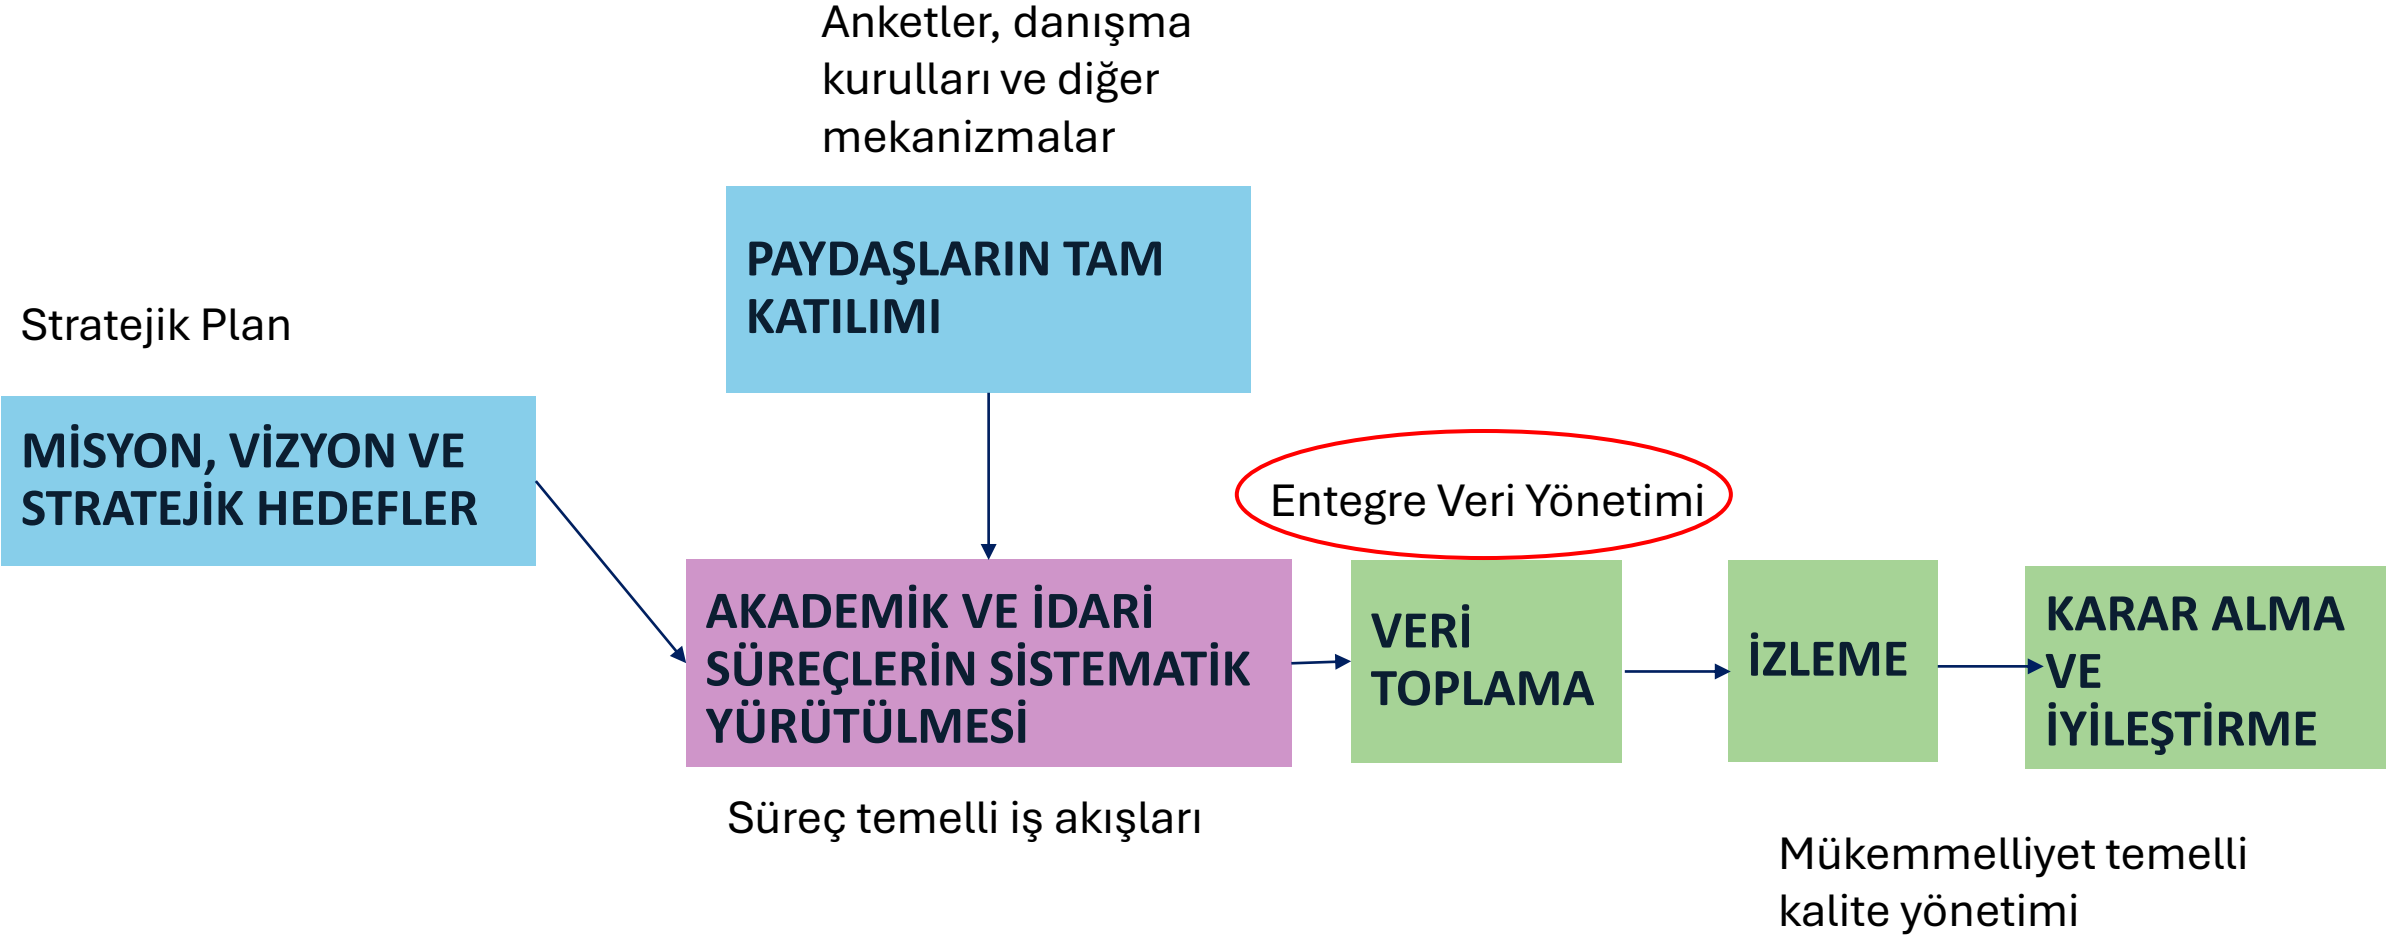 Anketler, danışma
kurulları ve diğer
mekanizmalar
PAYDAŞLARIN TAM
KATILIMI
Stratejik Plan
MİSYON, VİZYON VE
STRATEJİK HEDEFLER
Entegre Veri Yönetimi
AKADEMİK VE İDARİ
SÜREÇLERİN SİSTEMATİK
YÜRÜTÜLMESİ
VERİ
TOPLAMA
İZLEME
KARAR ALMA
VE
İYİLEŞTİRME
Süreç temelli iş akışları
Mükemmelliyet temelli
kalite yönetimi